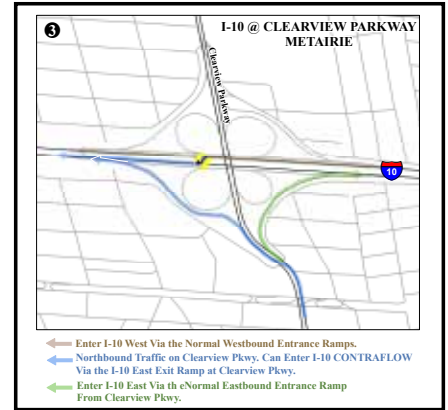 3
I-10 @ CLEARVIEW PARKWAY
METAIRIE
Clearview Parkway
10
Enter I-10 West Via the Normal Westbound Entrance Ramps.
Northbound Traffic on Clearview Pkwy. Can Enter I-10 CONTRAFLOW
Via the I-10 East Exit Ramp at Clearview Pkwy.
Enter I-10 East Via th eNormal Eastbound Entrance Ramp
From Clearview Pkwy.